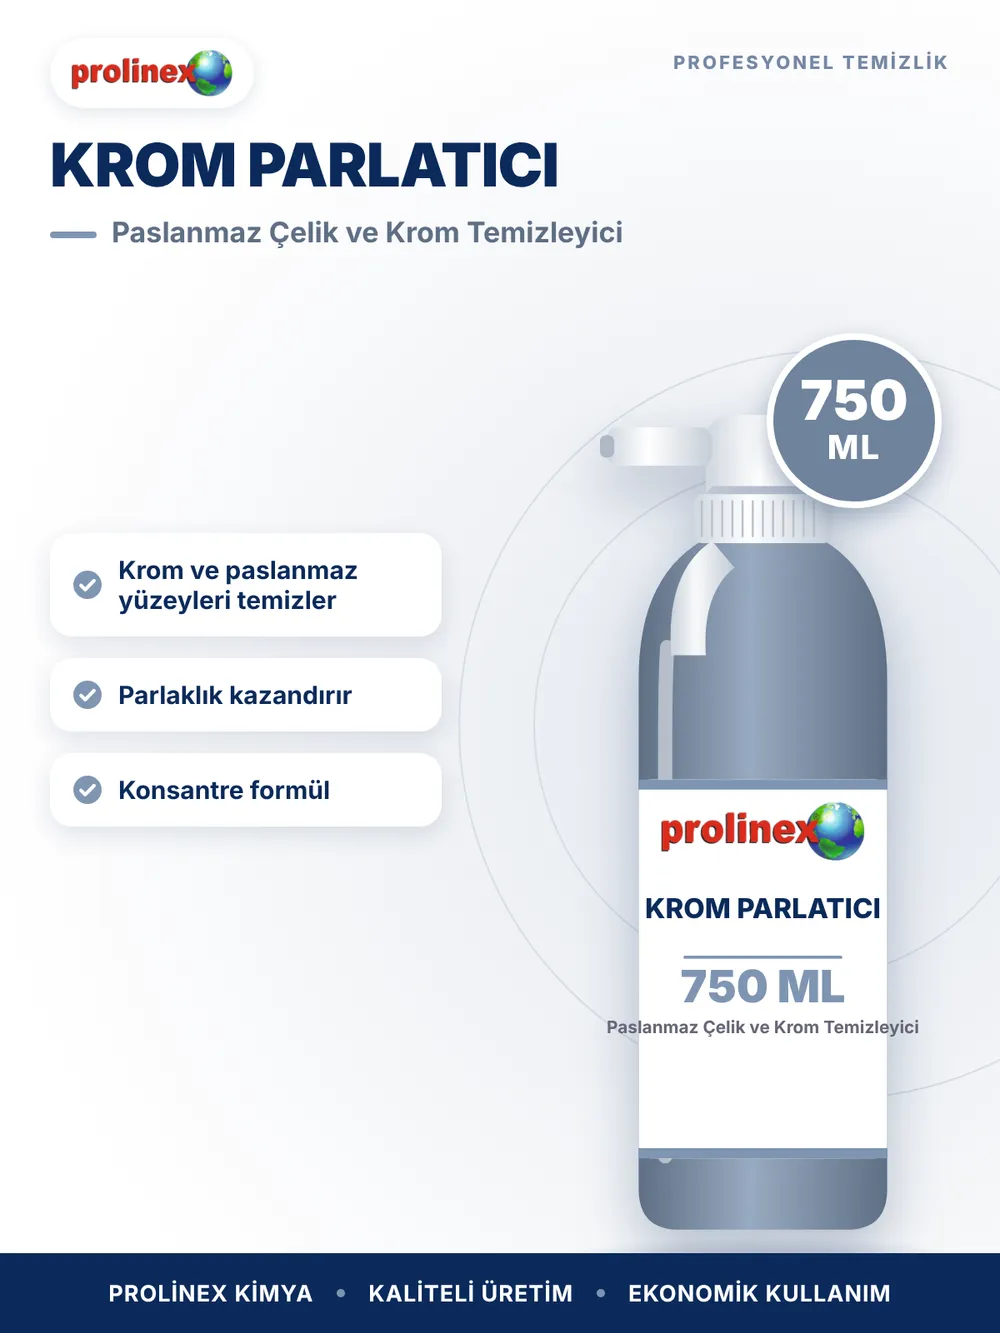 prolinex
PROFESYONEL TEMİZLİK
KROM PARLATICI
Paslanmaz Çelik ve Krom Temizleyici
750
ML
Krom ve paslanmaz
yüzeyleri temizler
Parlaklık kazandırır
Konsantre formül
prolinex
KROM PARLATICI
750 ML
Paslanmaz Çelik ve Krom Temizleyici
PROLİNEX KİMYA • KALİTELİ ÜRETİM • EKONOMİK KULLANIM